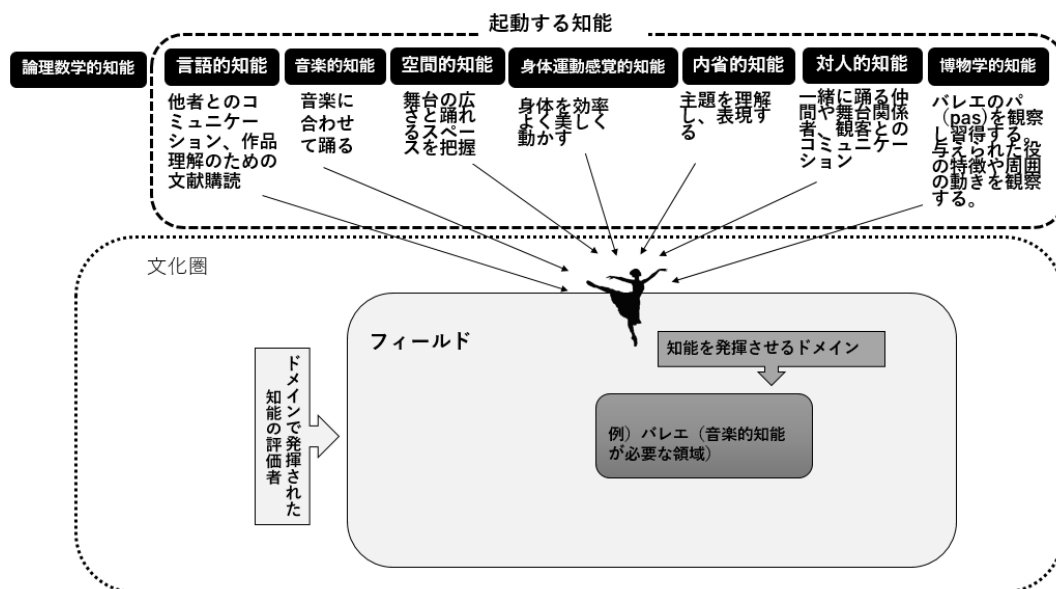 起動する知能
論理数学的知能
言語的知能
音楽的知能
空間的知能
身体運動感覚的知能
内省的知能
対人的知能
博物学的知能
他者とのコ
ミュニケー
ション、作品
理解のための
文献購読
音楽に
合わせ
て踊る
舞台の広
さと踊れ
るスペー
スを把握
身体を効率
よく美しく
動かす
主題を理解
し、表現す
る
一緒に踊る仲
間や舞台関係
者、観客との
コミュニケー
ション
バレエのパ
(pas)を観察
し習得する。
与えられた役
の特徴や周囲
の動きを観察
する。
文化圏
フィールド
知能を発揮させるドメイン
ドメインで発揮された
知能の評価者
例）バレエ（音楽的知能
が必要な領域）